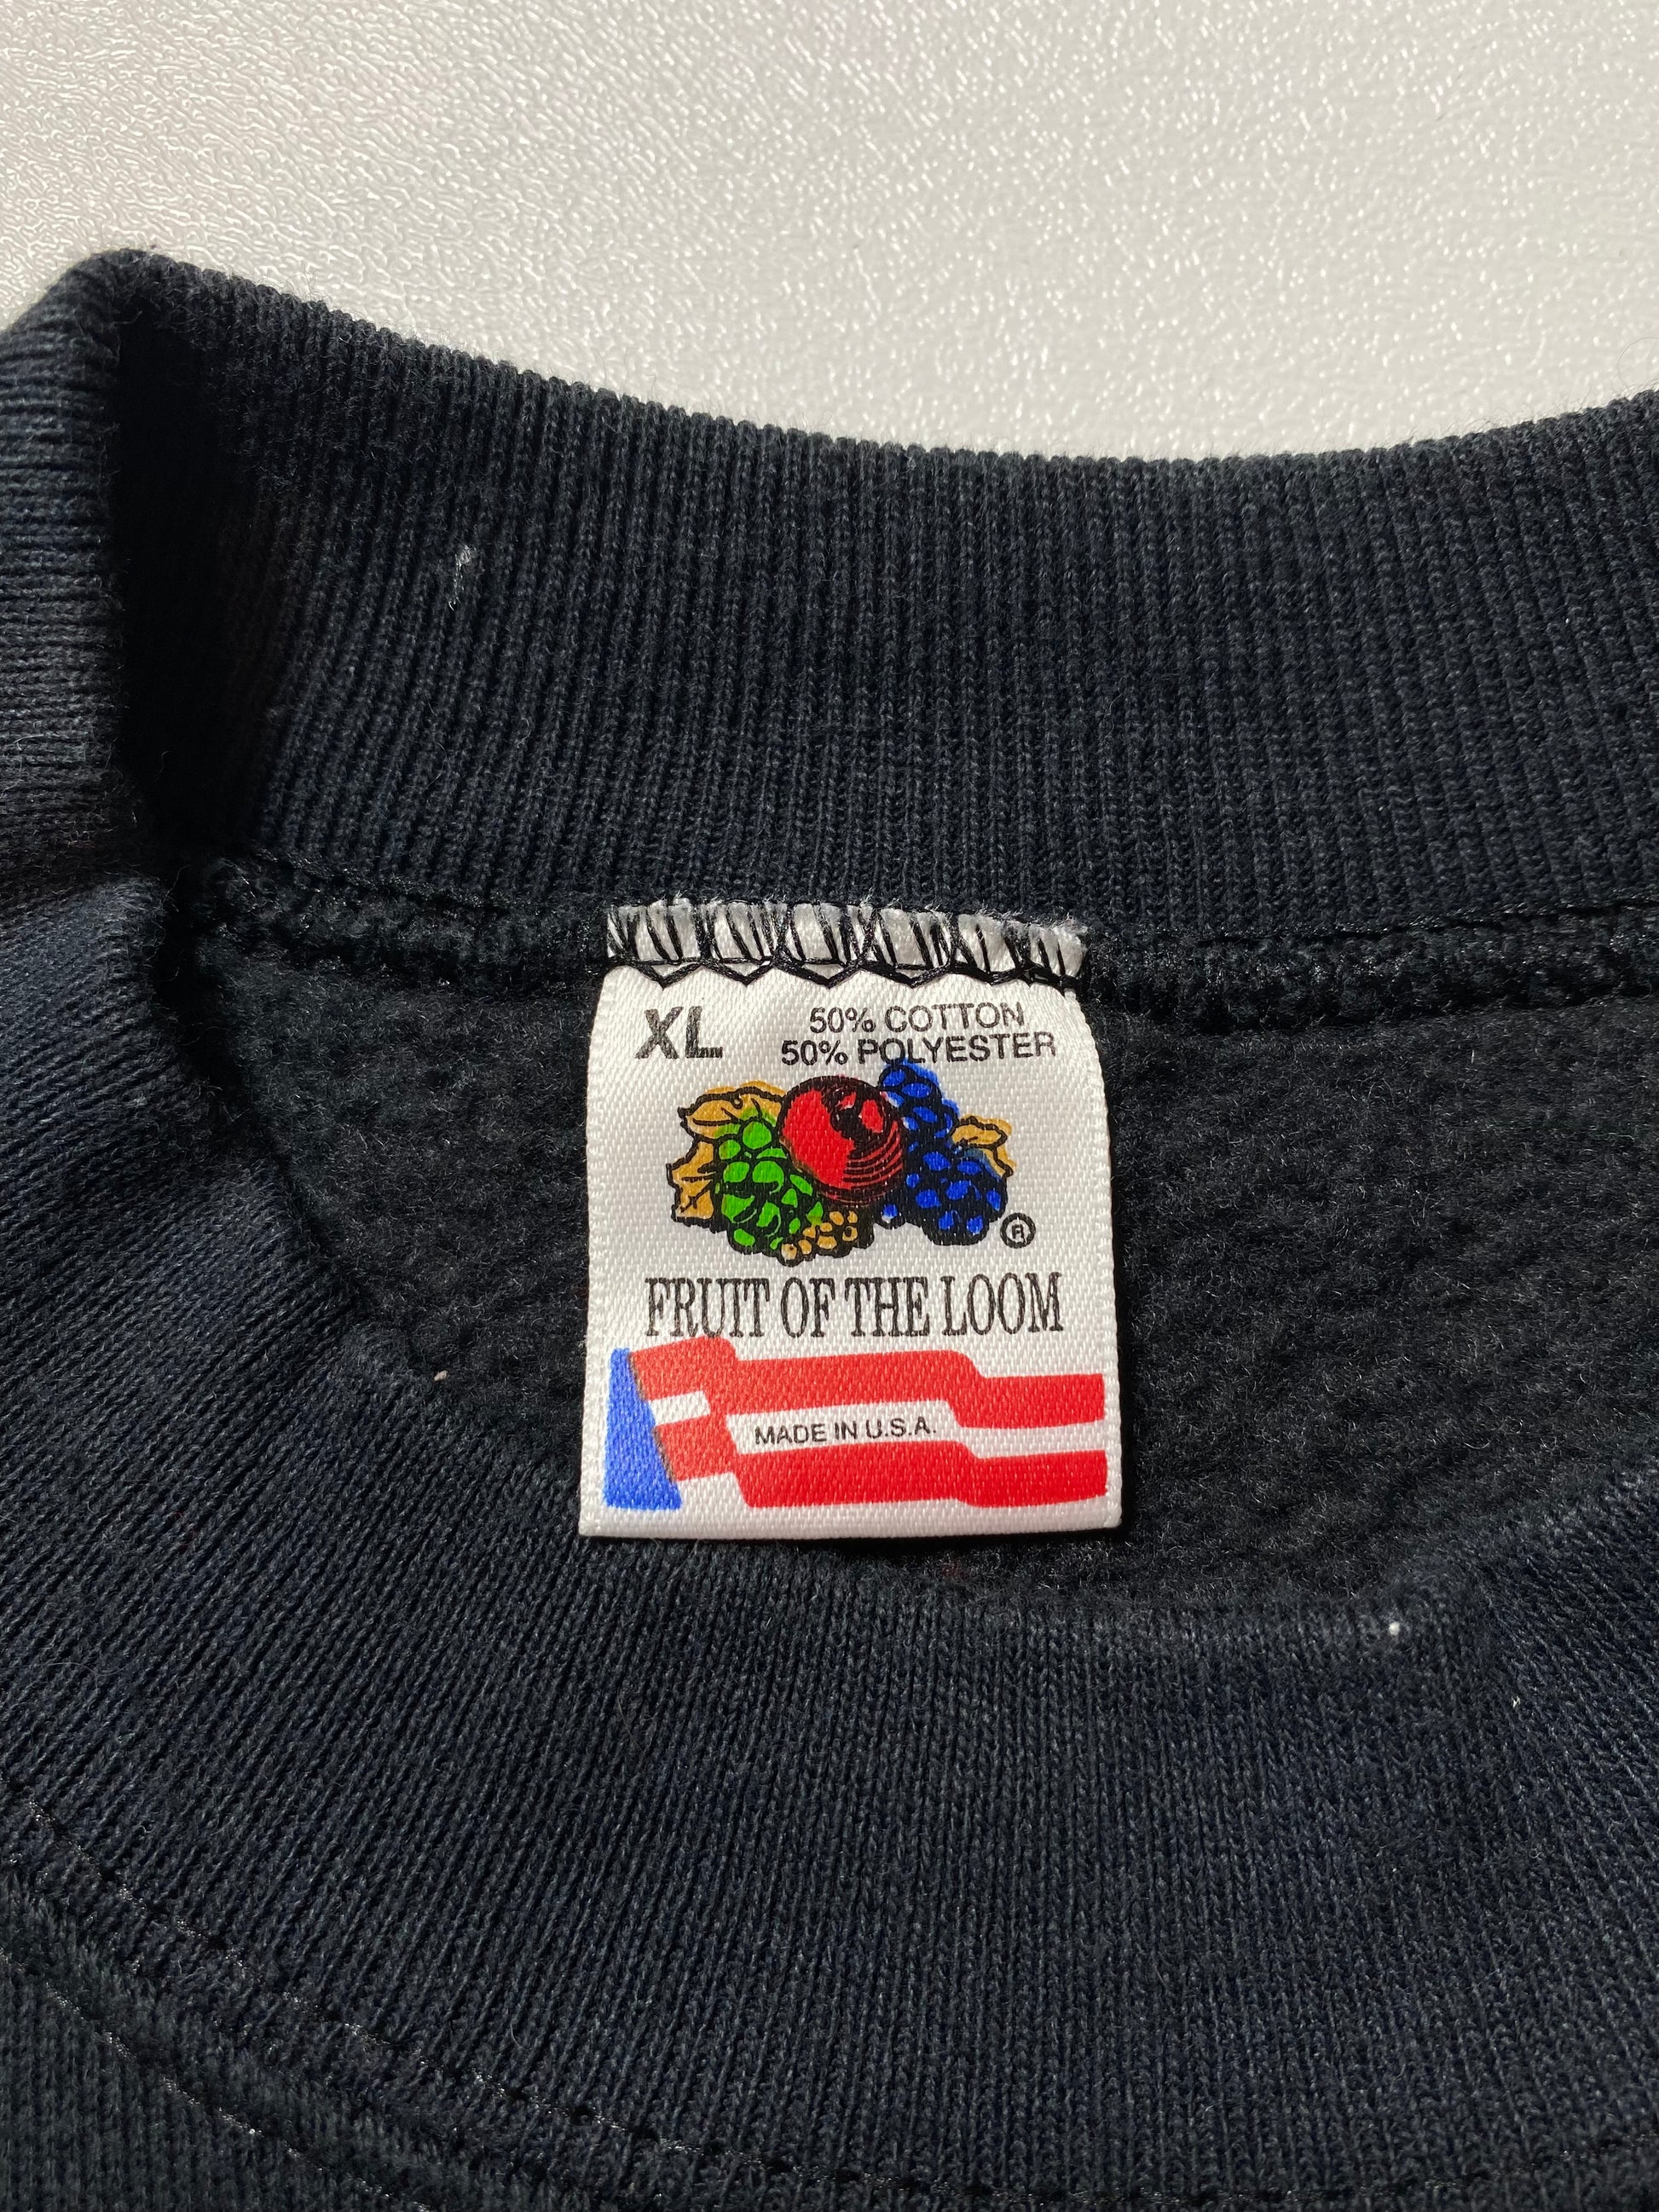 XL 50% COTTON
50% POLYESTER
®
FRUIT OF THE LOOM
MADE IN U.S.A.